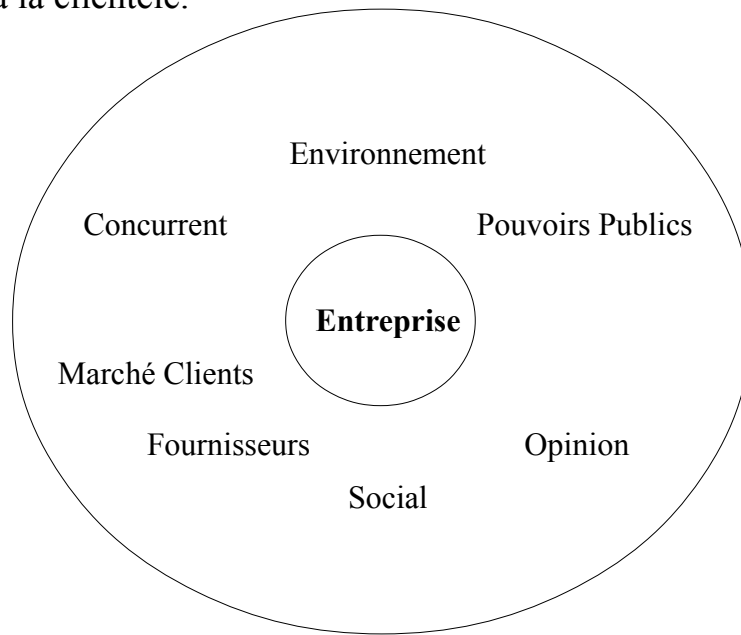 la clientèle.
Environnement
Concurrent
Pouvoirs Publics
Entreprise
Marché Clients
Fournisseurs
Opinion
Social